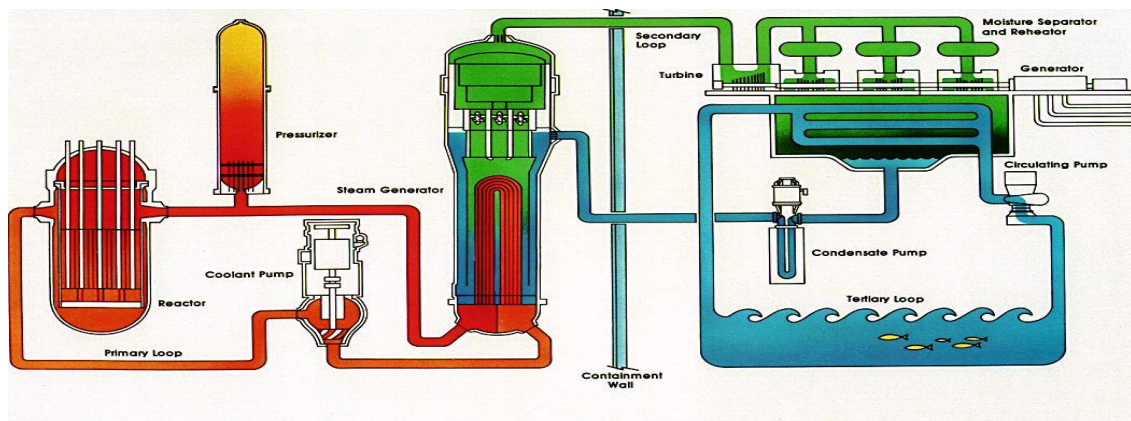 Secondary
Loop
Moisture Separator
and Reheator
Turbine
Generator
Pressurizer
Steam Generator
Circulating Pump
Condensate Pump
Coolant Pump
Reactor
Tertiary Loop
Primary Loop
Containment
Wall